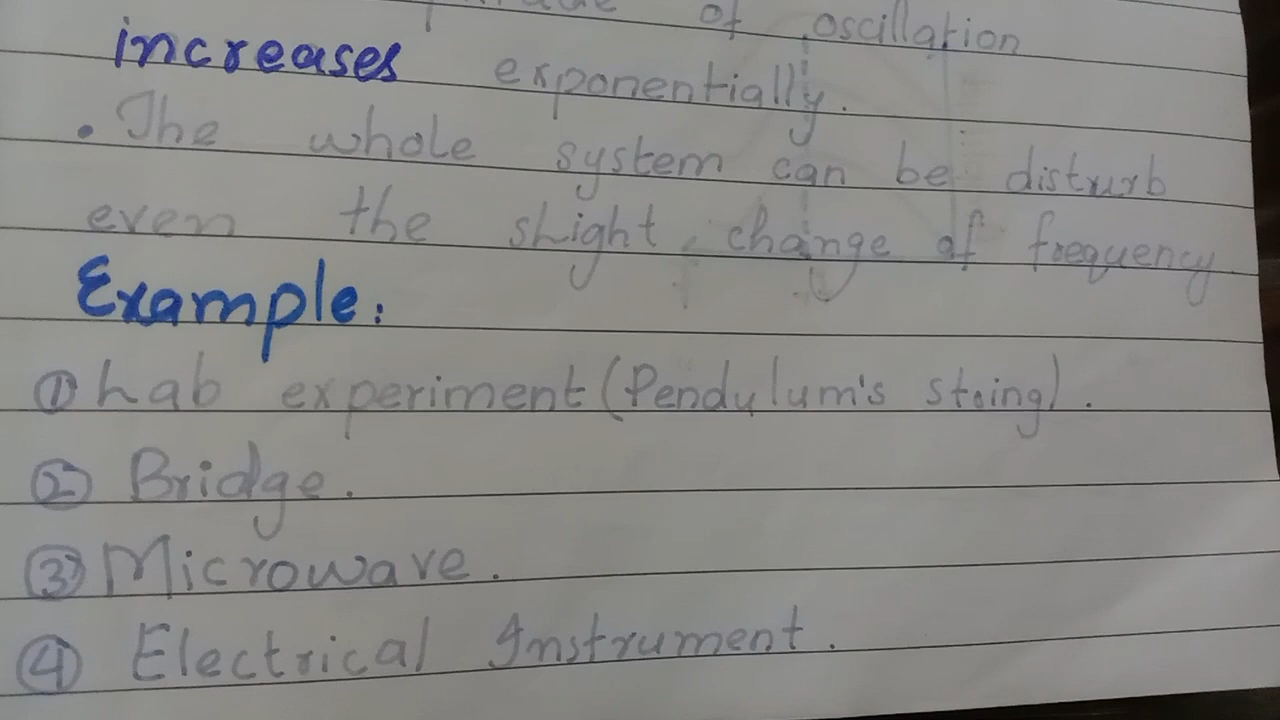 of oscillation
increases exponentially.
• The whole system can be disturb
even the slight change of frequency
Example:
① Lab experiment (Pendulum's string).
② Bridge.
③ Microwave.
④ Electrical Instrument.